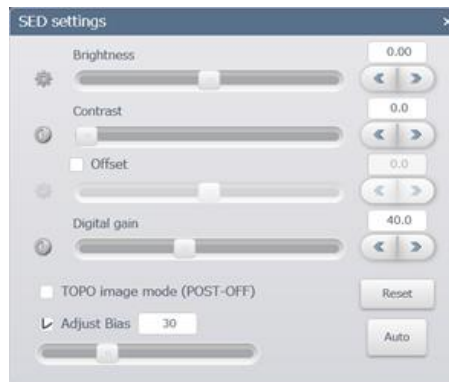 SED settings ×
Brightness 0.00
Contrast 0.0
Offset 0.0
Digital gain 40.0
TOPO image mode (POST-OFF) Reset
Adjust Bias 30
Auto